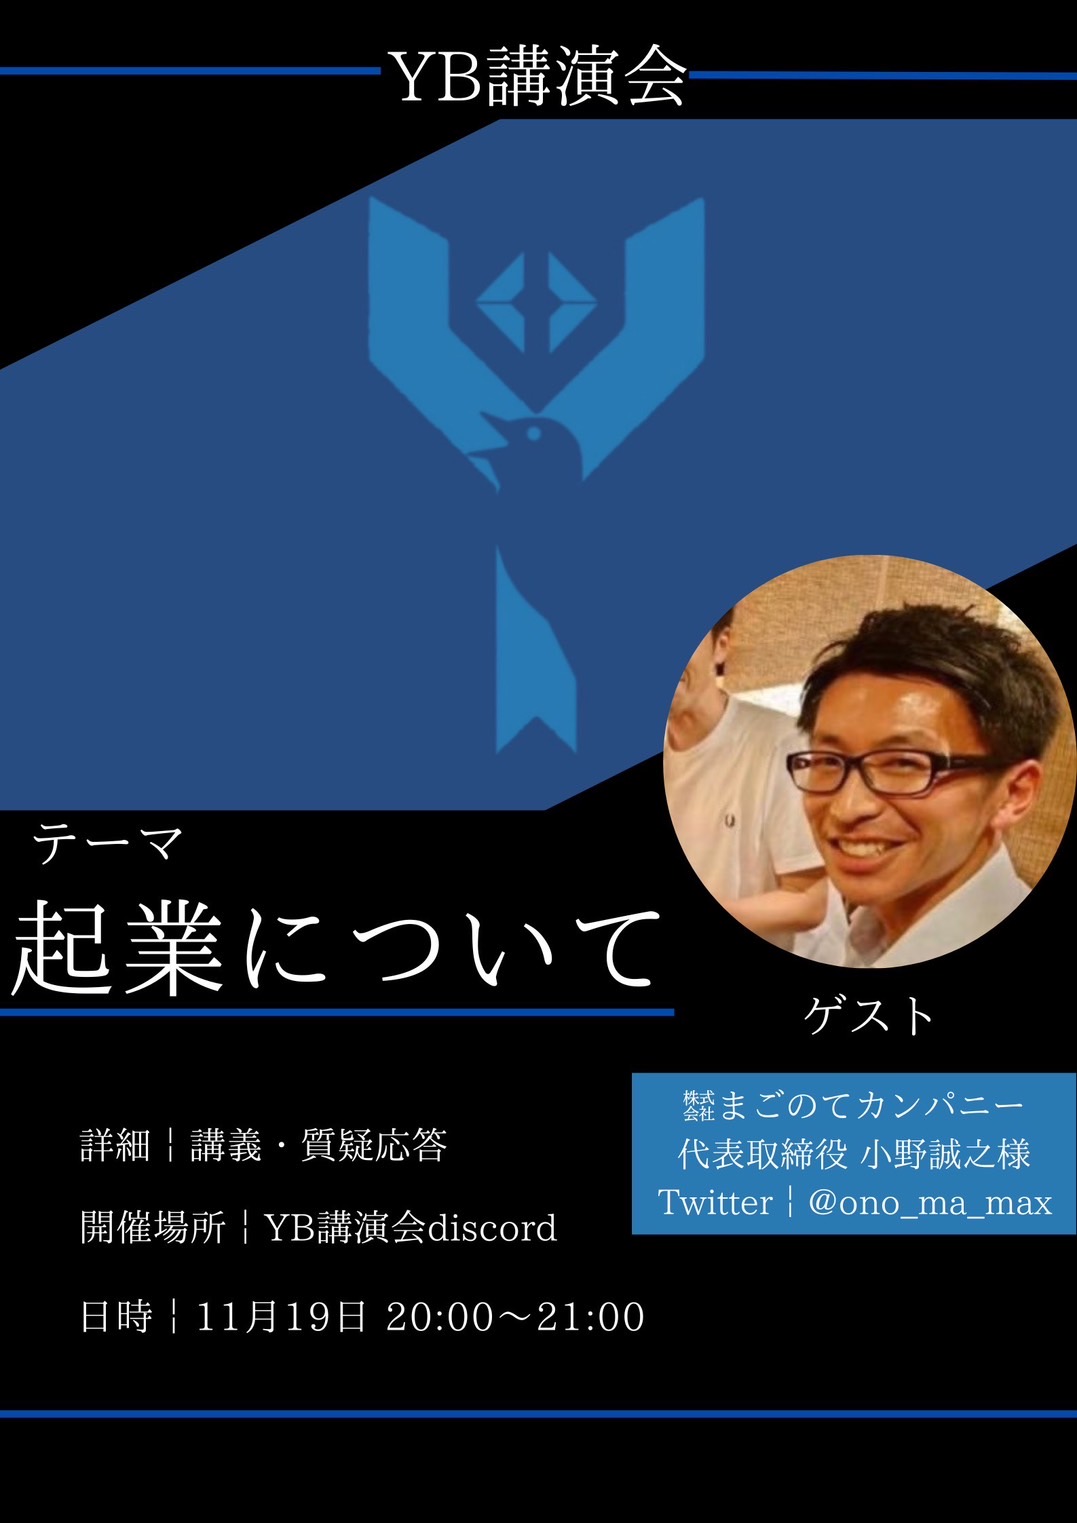 YB講演会
テーマ
起業について
ゲスト
株式会社まごのてカンパニー
代表取締役 小野誠之様
Twitter¦@ono_ma_max
詳細¦講義・質疑応答
開催場所¦YB講演会discord
日時¦11月19日 20:00〜21:00